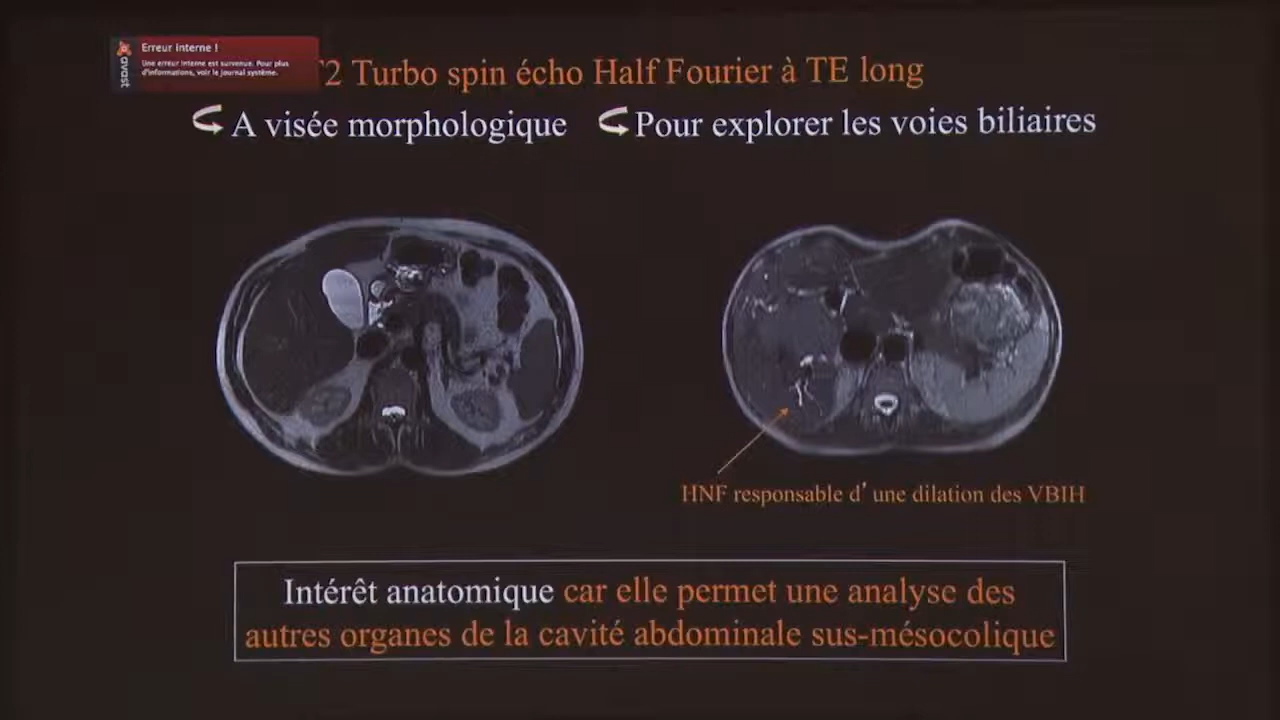 Erreur interne !
Une erreur interne est survenue. Pour plus
d'informations, voir le journal système.
avast
T2 Turbo spin écho Half Fourier à TE long
A visée morphologique
Pour explorer les voies biliaires
HNF responsable d' une dilation des VBIH
Intérêt anatomique car elle permet une analyse des
autres organes de la cavité abdominale sus-mésocolique